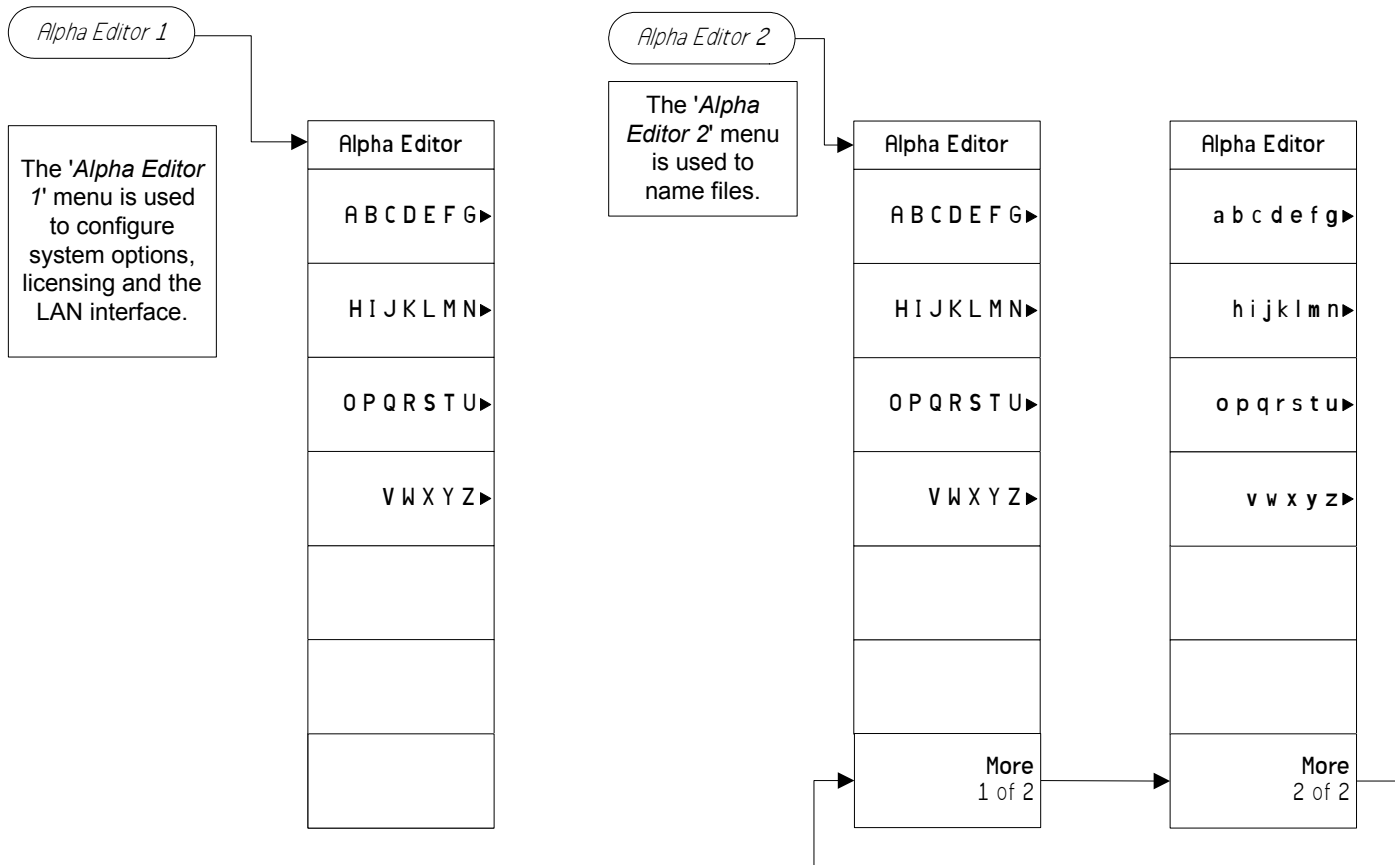 Alpha Editor 1
The 'Alpha Editor
1' menu is used
to configure
system options,
licensing and the
LAN interface.
Alpha Editor
A B C D E F G▶
H I J K L M N▶
O P Q R S T U▶
V W X Y Z▶
Alpha Editor 2
The 'Alpha
Editor 2' menu
is used to
name files.
Alpha Editor
A B C D E F G▶
H I J K L M N▶
O P Q R S T U▶
V W X Y Z▶
More
1 of 2
Alpha Editor
a b c d e f g▶
h i j k l m n▶
o p q r s t u▶
v w x y z▶
More
2 of 2